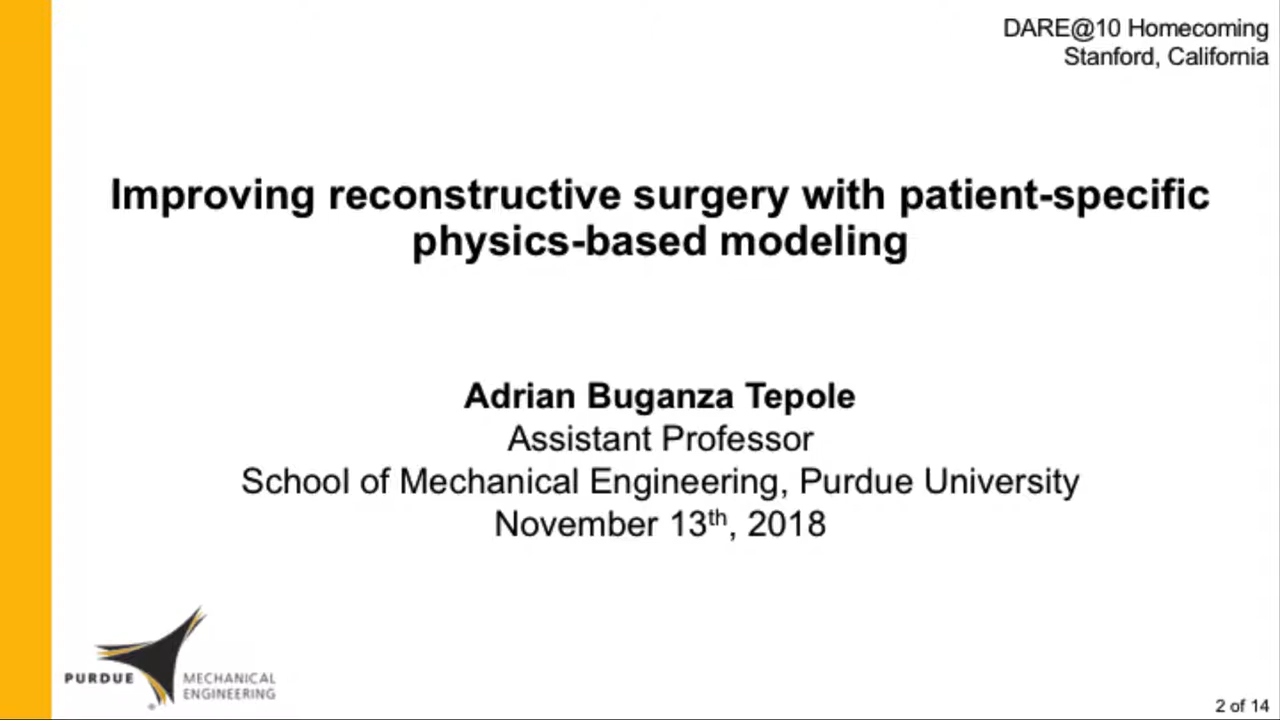 DARE@10 Homecoming
Stanford, California
Improving reconstructive surgery with patient-specific
physics-based modeling
Adrian Buganza Tepole
Assistant Professor
School of Mechanical Engineering, Purdue University
November 13th, 2018
PURDUE
MECHANICAL
ENGINEERING
®
2 of 14